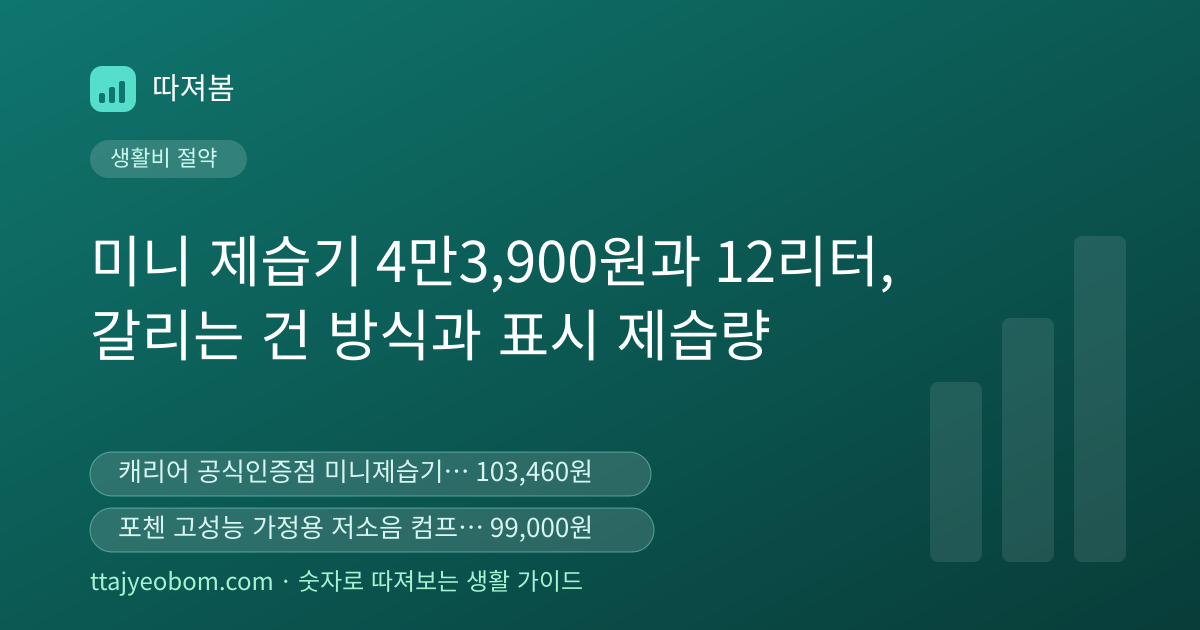 따져봄
생활비 절약
미니 제습기 4만3,900원과 12리터,
갈리는 건 방식과 표시 제습량
캐리어 공식인증점 미니제습기… 103,460원
포첸 고성능 가정용 저소음 컴프… 99,000원
ttajyeobom.com · 숫자로 따져보는 생활 가이드